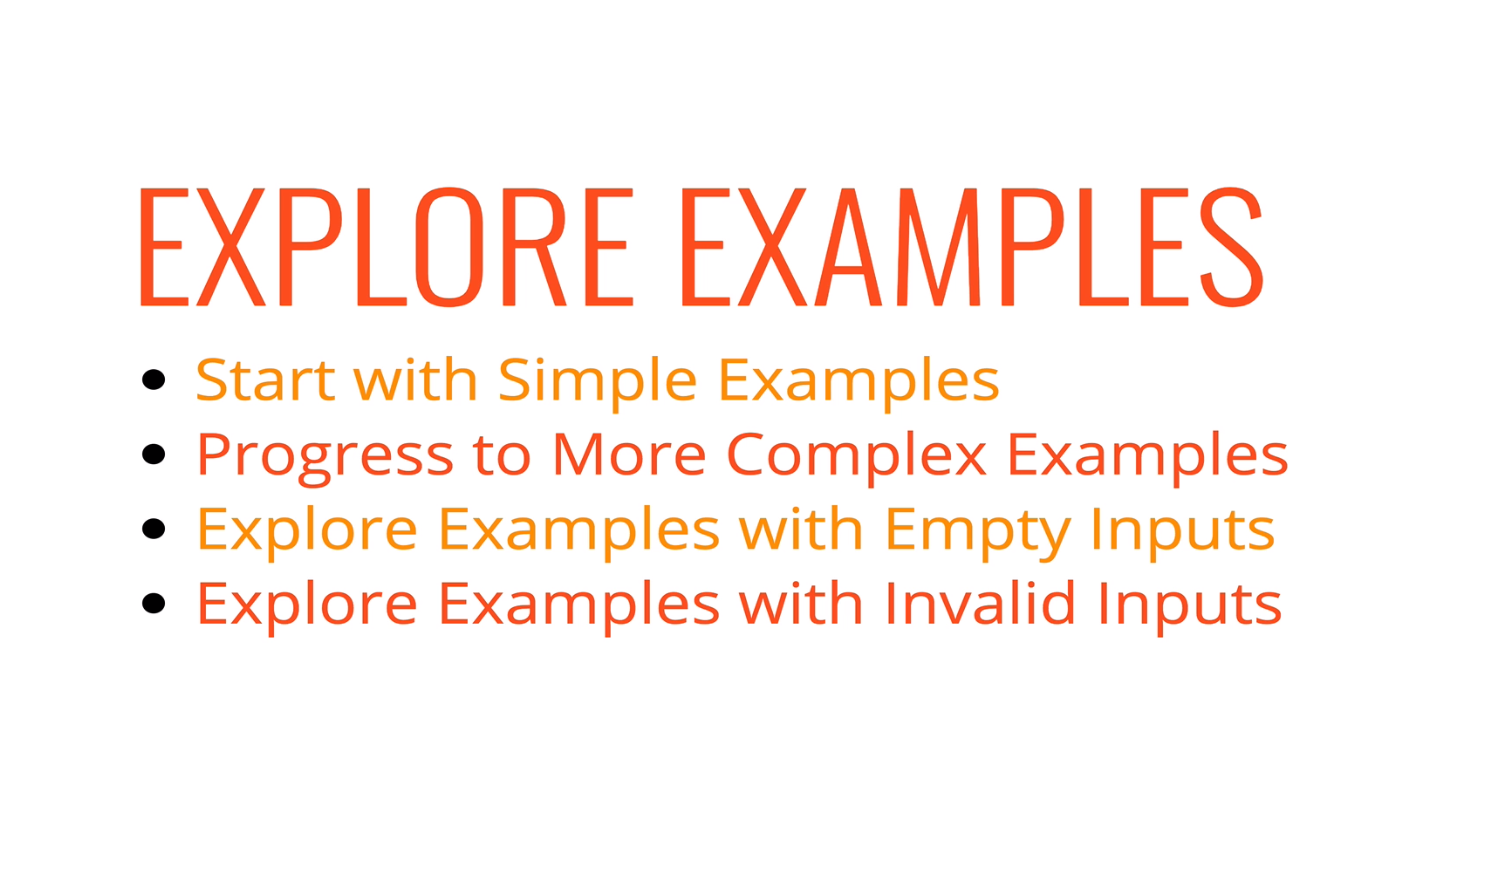 EXPLORE EXAMPLES
• Start with Simple Examples
• Progress to More Complex Examples
• Explore Examples with Empty Inputs
• Explore Examples with Invalid Inputs